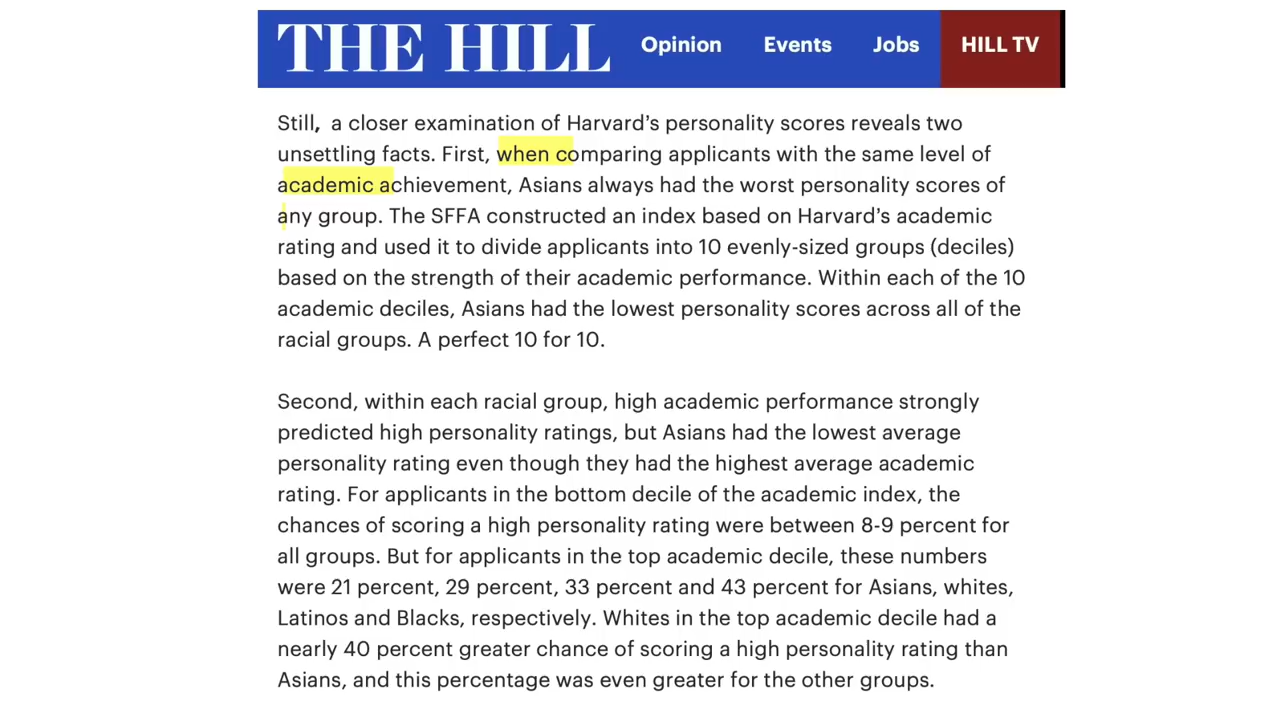 THE HILL Opinion Events Jobs HILL TV
Still, a closer examination of Harvard’s personality scores reveals two
unsettling facts. First, when comparing applicants with the same level of
academic achievement, Asians always had the worst personality scores of
any group. The SFFA constructed an index based on Harvard’s academic
rating and used it to divide applicants into 10 evenly-sized groups (deciles)
based on the strength of their academic performance. Within each of the 10
academic deciles, Asians had the lowest personality scores across all of the
racial groups. A perfect 10 for 10.
Second, within each racial group, high academic performance strongly
predicted high personality ratings, but Asians had the lowest average
personality rating even though they had the highest average academic
rating. For applicants in the bottom decile of the academic index, the
chances of scoring a high personality rating were between 8-9 percent for
all groups. But for applicants in the top academic decile, these numbers
were 21 percent, 29 percent, 33 percent and 43 percent for Asians, whites,
Latinos and Blacks, respectively. Whites in the top academic decile had a
nearly 40 percent greater chance of scoring a high personality rating than
Asians, and this percentage was even greater for the other groups.